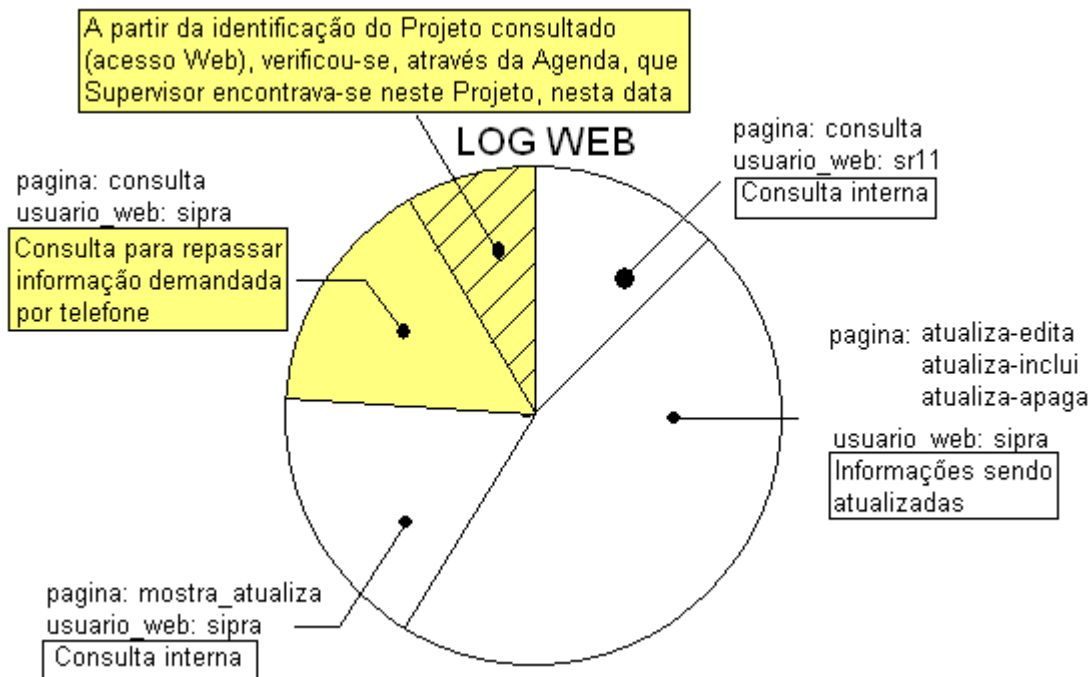 A partir da identificação do Projeto consultado
(acesso Web), verificou-se, através da Agenda, que
Supervisor encontrava-se neste Projeto, nesta data
LOG WEB
pagina: consulta
usuario_web: sr11
Consulta interna
pagina: consulta
usuario_web: sipra
Consulta para repassar
informação demandada
por telefone
pagina: atualiza-edita
atualiza-inclui
atualiza-apaga
usuario web: sipra
Informações sendo
atualizadas
pagina: mostra_atualiza
usuario_web: sipra
Consulta interna